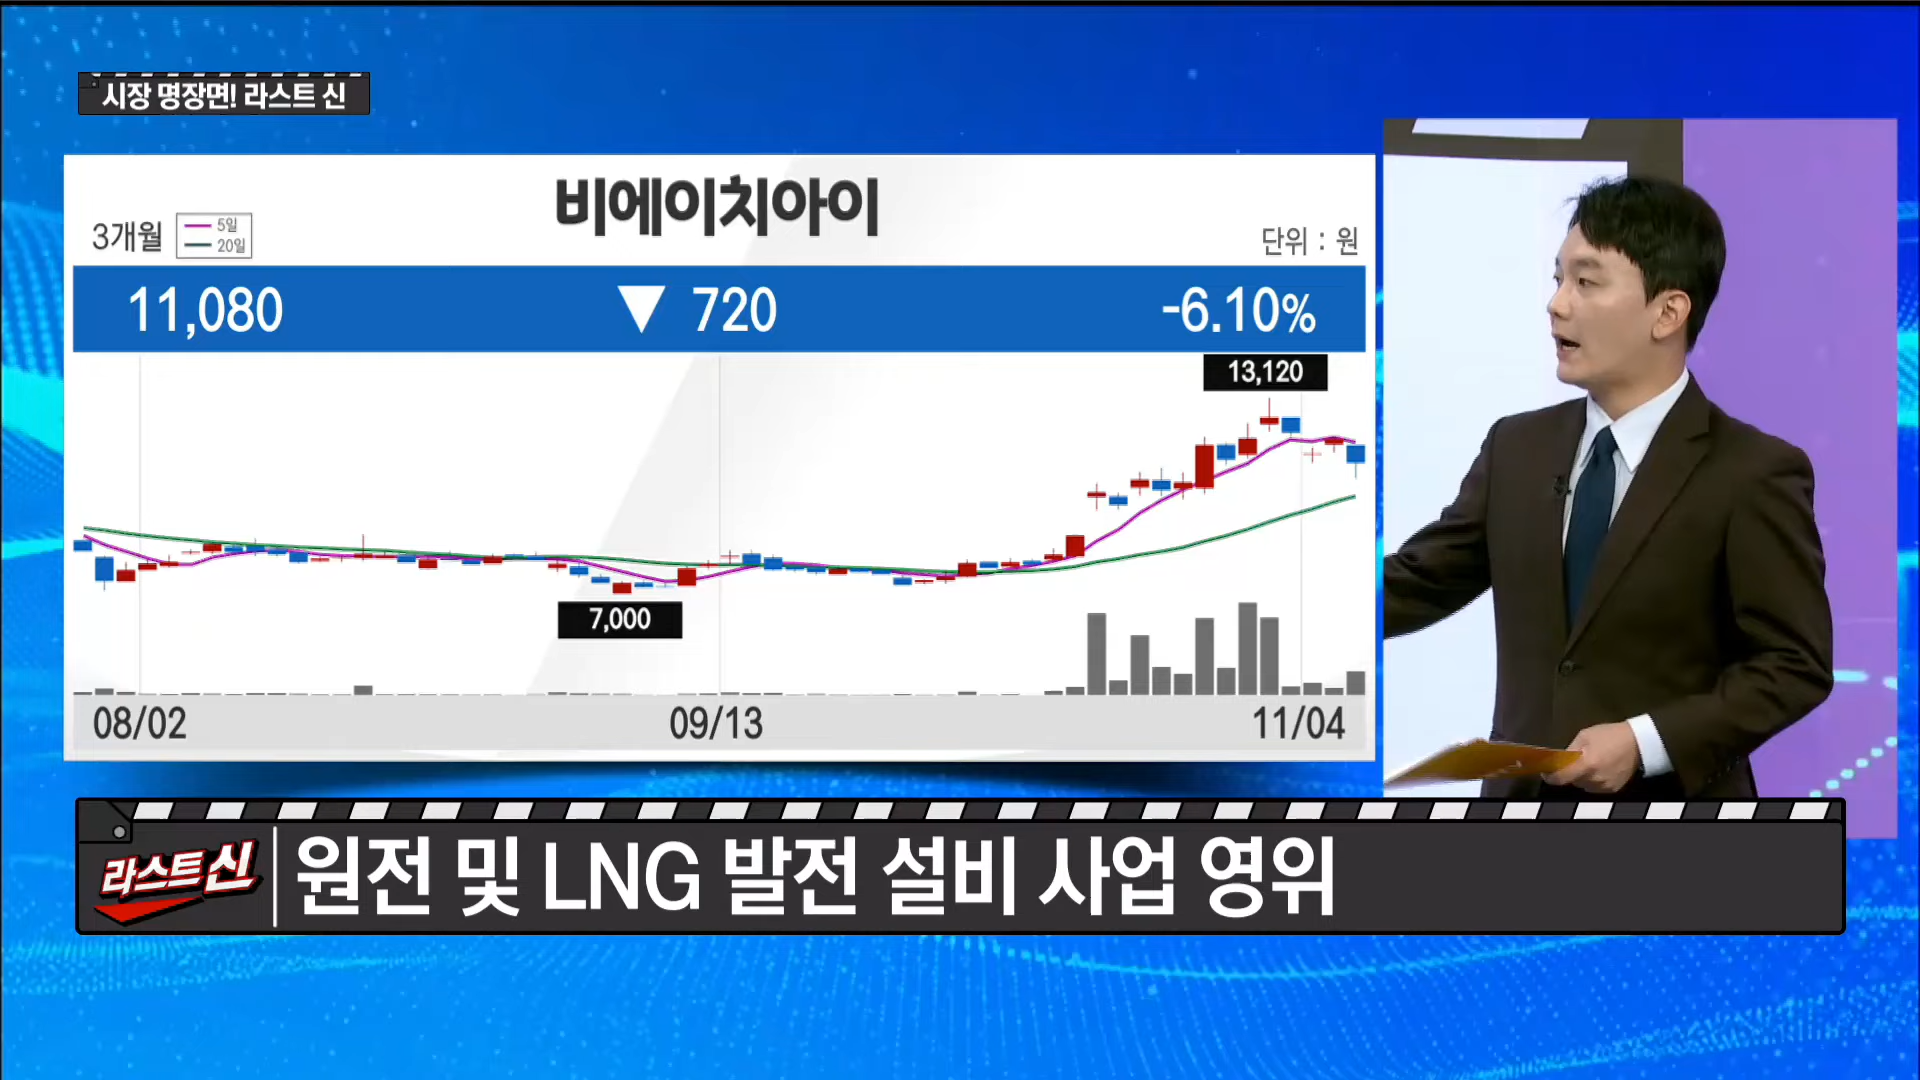 시장 명장면! 라스트 신
비에이치아이
3개월
5일
20일
단위 : 원
11,080 ▼ 720 -6.10%
13,120
7,000
08/02 09/13 11/04
라스트신
원전 및 LNG 발전 설비 사업 영위